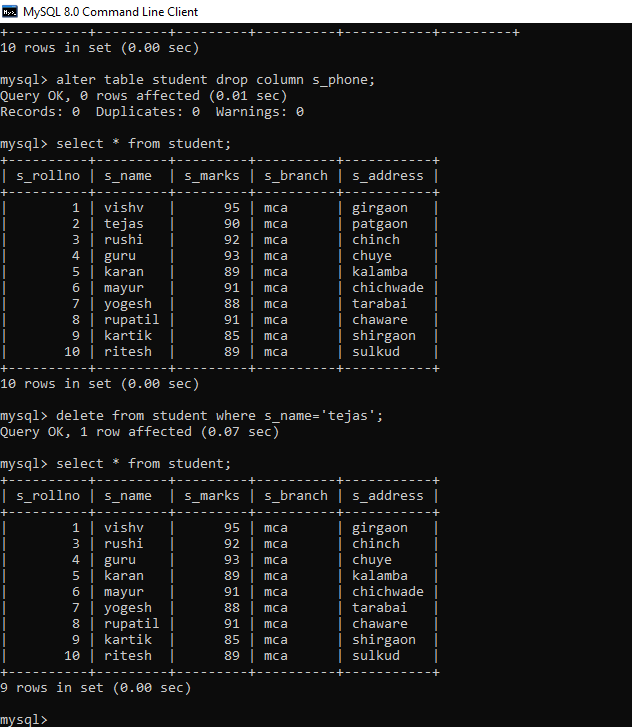 MySQL 8.0 Command Line Client
+----------+---------+---------+----------+-----------+---------+
10 rows in set (0.00 sec)
mysql> alter table student drop column s_phone;
Query OK, 0 rows affected (0.01 sec)
Records: 0  Duplicates: 0  Warnings: 0
mysql> select * from student;
+----------+---------+---------+----------+-----------+
| s_rollno | s_name  | s_marks | s_branch | s_address |
+----------+---------+---------+----------+-----------+
|        1 | vishv   |      95 | mca      | girgaon   |
|        2 | tejas   |      90 | mca      | patgaon   |
|        3 | rushi   |      92 | mca      | chinch    |
|        4 | guru    |      93 | mca      | chuye     |
|        5 | karan   |      89 | mca      | kalamba   |
|        6 | mayur   |      91 | mca      | chichwade |
|        7 | yogesh  |      88 | mca      | tarabai   |
|        8 | rupatil |      91 | mca      | chaware   |
|        9 | kartik  |      85 | mca      | shirgaon  |
|       10 | ritesh  |      89 | mca      | sulkud    |
+----------+---------+---------+----------+-----------+
10 rows in set (0.00 sec)
mysql> delete from student where s_name='tejas';
Query OK, 1 row affected (0.07 sec)
mysql> select * from student;
+----------+---------+---------+----------+-----------+
| s_rollno | s_name  | s_marks | s_branch | s_address |
+----------+---------+---------+----------+-----------+
|        1 | vishv   |      95 | mca      | girgaon   |
|        3 | rushi   |      92 | mca      | chinch    |
|        4 | guru    |      93 | mca      | chuye     |
|        5 | karan   |      89 | mca      | kalamba   |
|        6 | mayur   |      91 | mca      | chichwade |
|        7 | yogesh  |      88 | mca      | tarabai   |
|        8 | rupatil |      91 | mca      | chaware   |
|        9 | kartik  |      85 | mca      | shirgaon  |
|       10 | ritesh  |      89 | mca      | sulkud    |
+----------+---------+---------+----------+-----------+
9 rows in set (0.00 sec)
mysql>